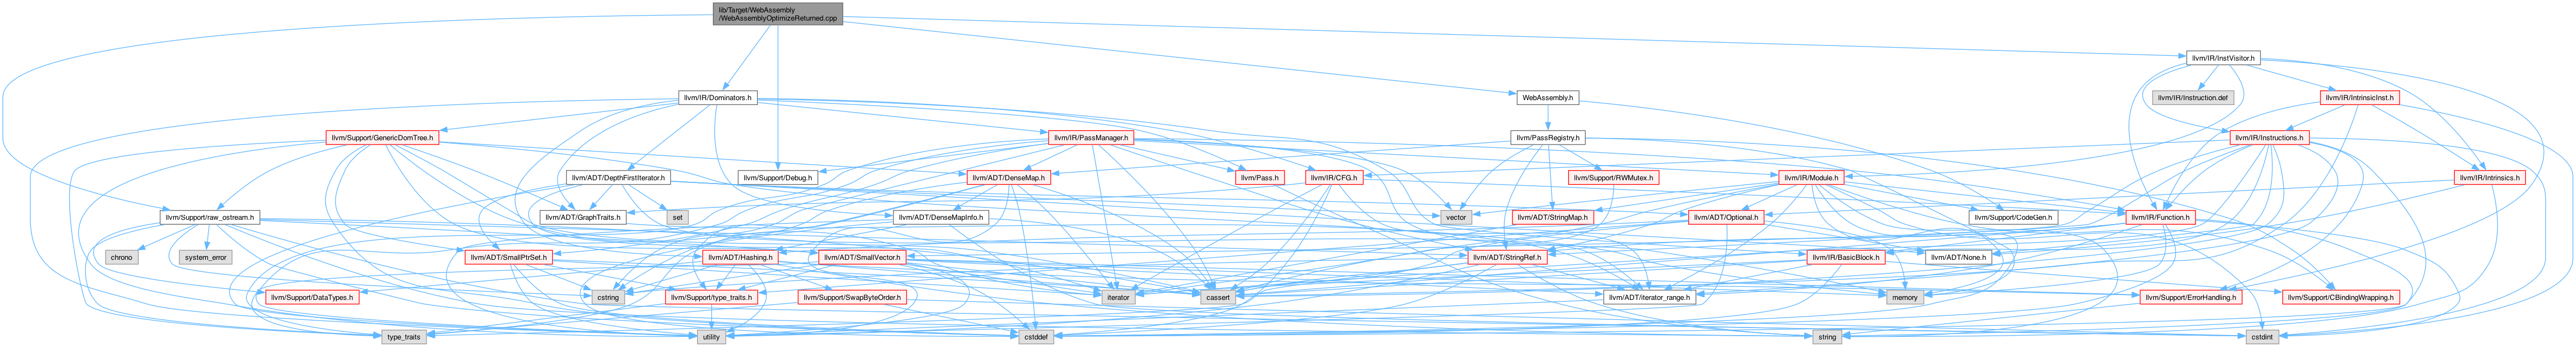 lib/Target/WebAssembly
/WebAssemblyOptimizeReturned.cpp
llvm/IR/InstVisitor.h
llvm/IR/Dominators.h
WebAssembly.h
llvm/IR/Instruction.def
llvm/IR/IntrinsicInst.h
llvm/Support/GenericDomTree.h
llvm/IR/PassManager.h
llvm/PassRegistry.h
llvm/IR/Instructions.h
llvm/ADT/DepthFirstIterator.h
llvm/Support/Debug.h
llvm/ADT/DenseMap.h
llvm/Pass.h
llvm/IR/CFG.h
llvm/Support/RWMutex.h
llvm/IR/Module.h
llvm/IR/Intrinsics.h
llvm/Support/raw_ostream.h
llvm/ADT/GraphTraits.h
set
vector
llvm/ADT/DenseMapInfo.h
llvm/ADT/StringMap.h
llvm/ADT/Optional.h
llvm/Support/CodeGen.h
llvm/IR/Function.h
chrono
system_error
llvm/ADT/SmallPtrSet.h
llvm/ADT/Hashing.h
llvm/ADT/SmallVector.h
llvm/ADT/StringRef.h
llvm/IR/BasicBlock.h
llvm/ADT/None.h
llvm/Support/DataTypes.h
cstring
llvm/Support/type_traits.h
llvm/Support/SwapByteOrder.h
iterator
cassert
llvm/ADT/iterator_range.h
memory
llvm/Support/ErrorHandling.h
llvm/Support/CBindingWrapping.h
type_traits
utility
cstddef
string
cstdint